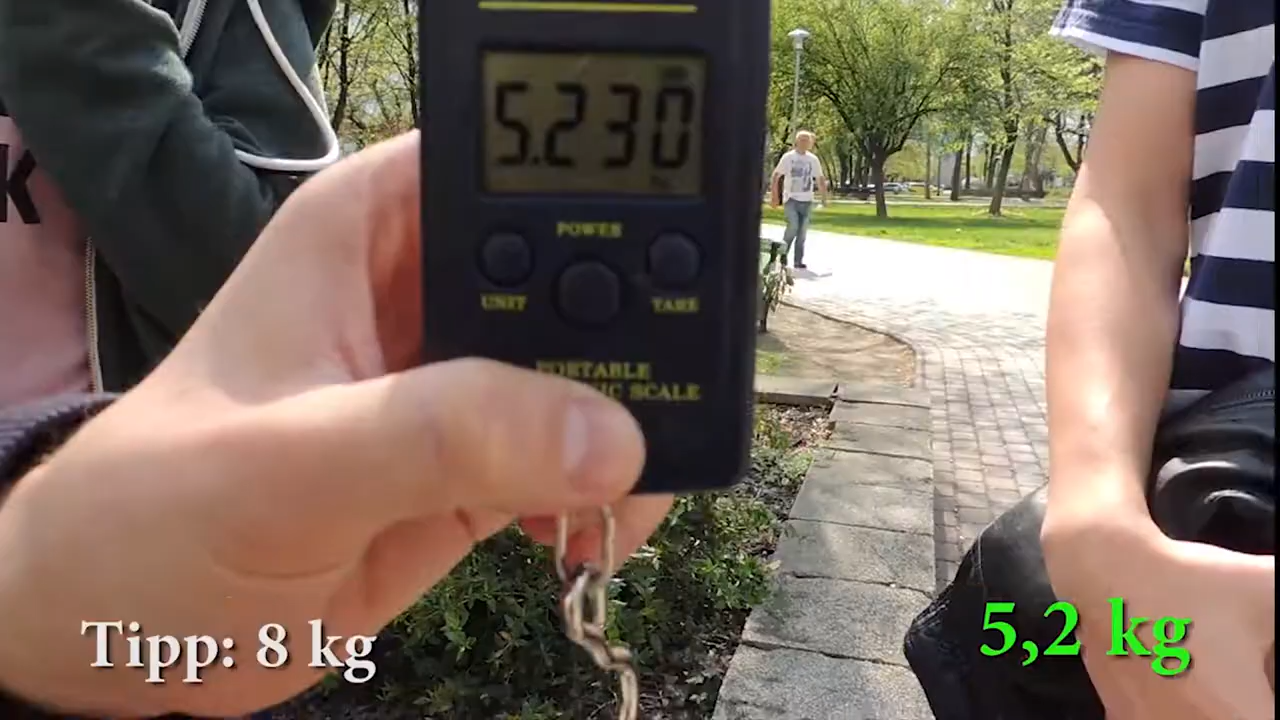 5.230
POWER
UNIT
TARE
PORTABLE
SCALE
K
Tipp: 8 kg
5,2 kg